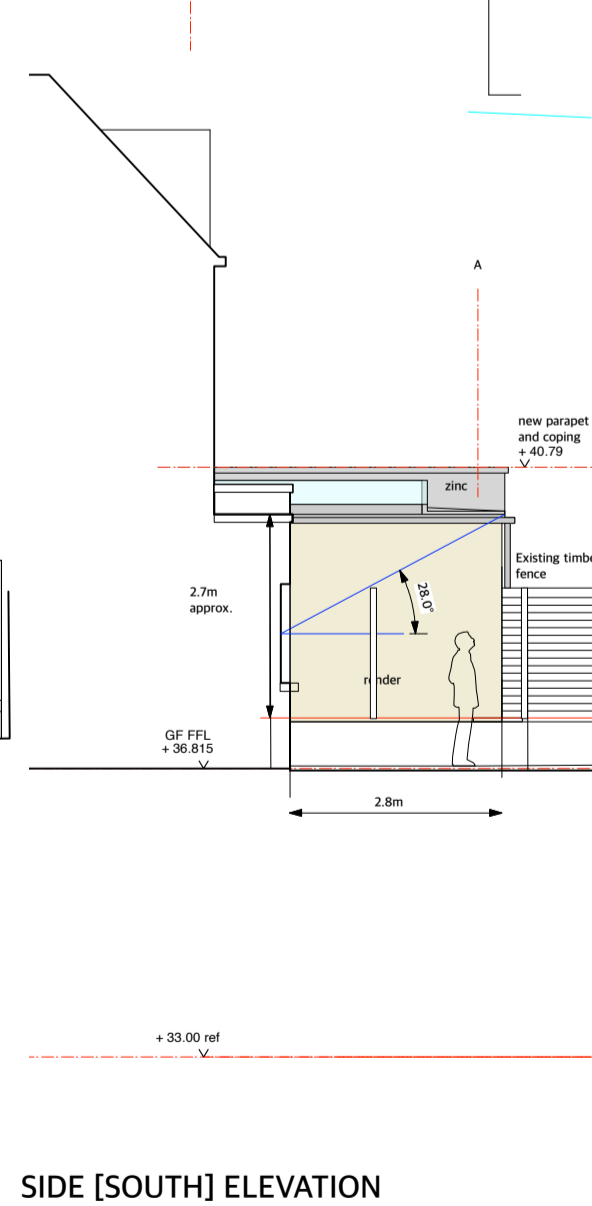 A
new parapet
and coping
+ 40.79
zinc
Existing timbe
fence
2.7m
approx.
28.0°
render
GF FFL
+ 36.815
2.8m
+ 33.00 ref
SIDE [SOUTH] ELEVATION